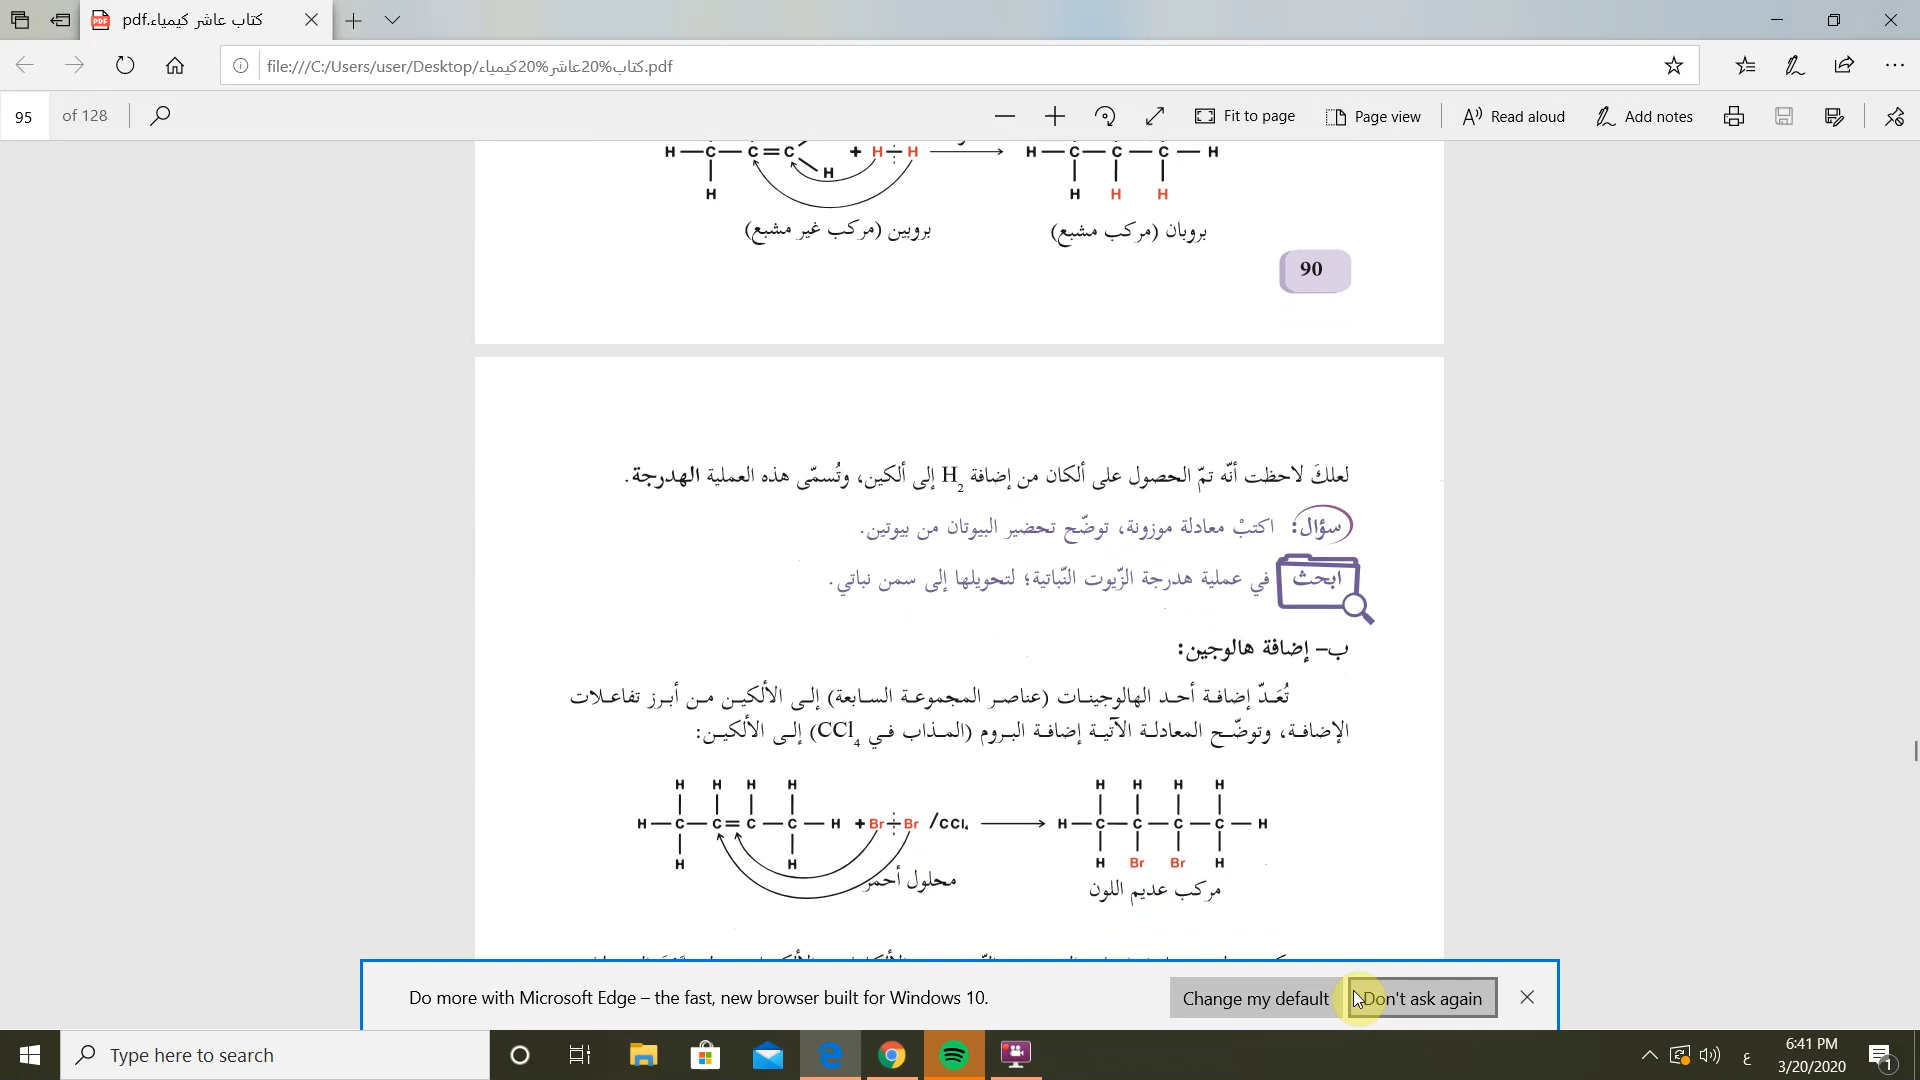 كتاب عاشر كيمياء.pdf
file:///C:/Users/user/Desktop/كتاب%20عاشر%20كيمياء.pdf
95 of 128
Fit to page
Page view
Read aloud
Add notes
H C C C H + H H H C C C H
H H H H
بروبين (مركب غير مشبع) بروبان (مركب مشبع)
90
لعلكَ لاحظت أنّه تمّ الحصول على ألكان من إضافة H2 إلى ألكين، وتُسمّى هذه العملية الهدرجة.
سؤال: اكتبْ معادلة موزونة، توضّح تحضير البيوتان من بيوتين.
ابحث في عملية هدرجة الزّيوت النّباتية؛ لتحويلها إلى سمن نباتي.
ب– إضافة هالوجين:
تُعَدّ إضافة أحد الهالوجينات (عناصر المجموعة السابعة) إلى الألكين من أبرز تفاعلات
الإضافة، وتوضّح المعادلة الآتية إضافة البروم (المذاب في CCl4) إلى الألكين:
H H H H H H H H
H C C C C H + Br Br /CCl4 H C C C C H
H H H Br Br H
محلول أحمر مركب عديم اللون
Do more with Microsoft Edge – the fast, new browser built for Windows 10.
Change my default
Don't ask again
Type here to search
ع
6:41 PM
3/20/2020
1